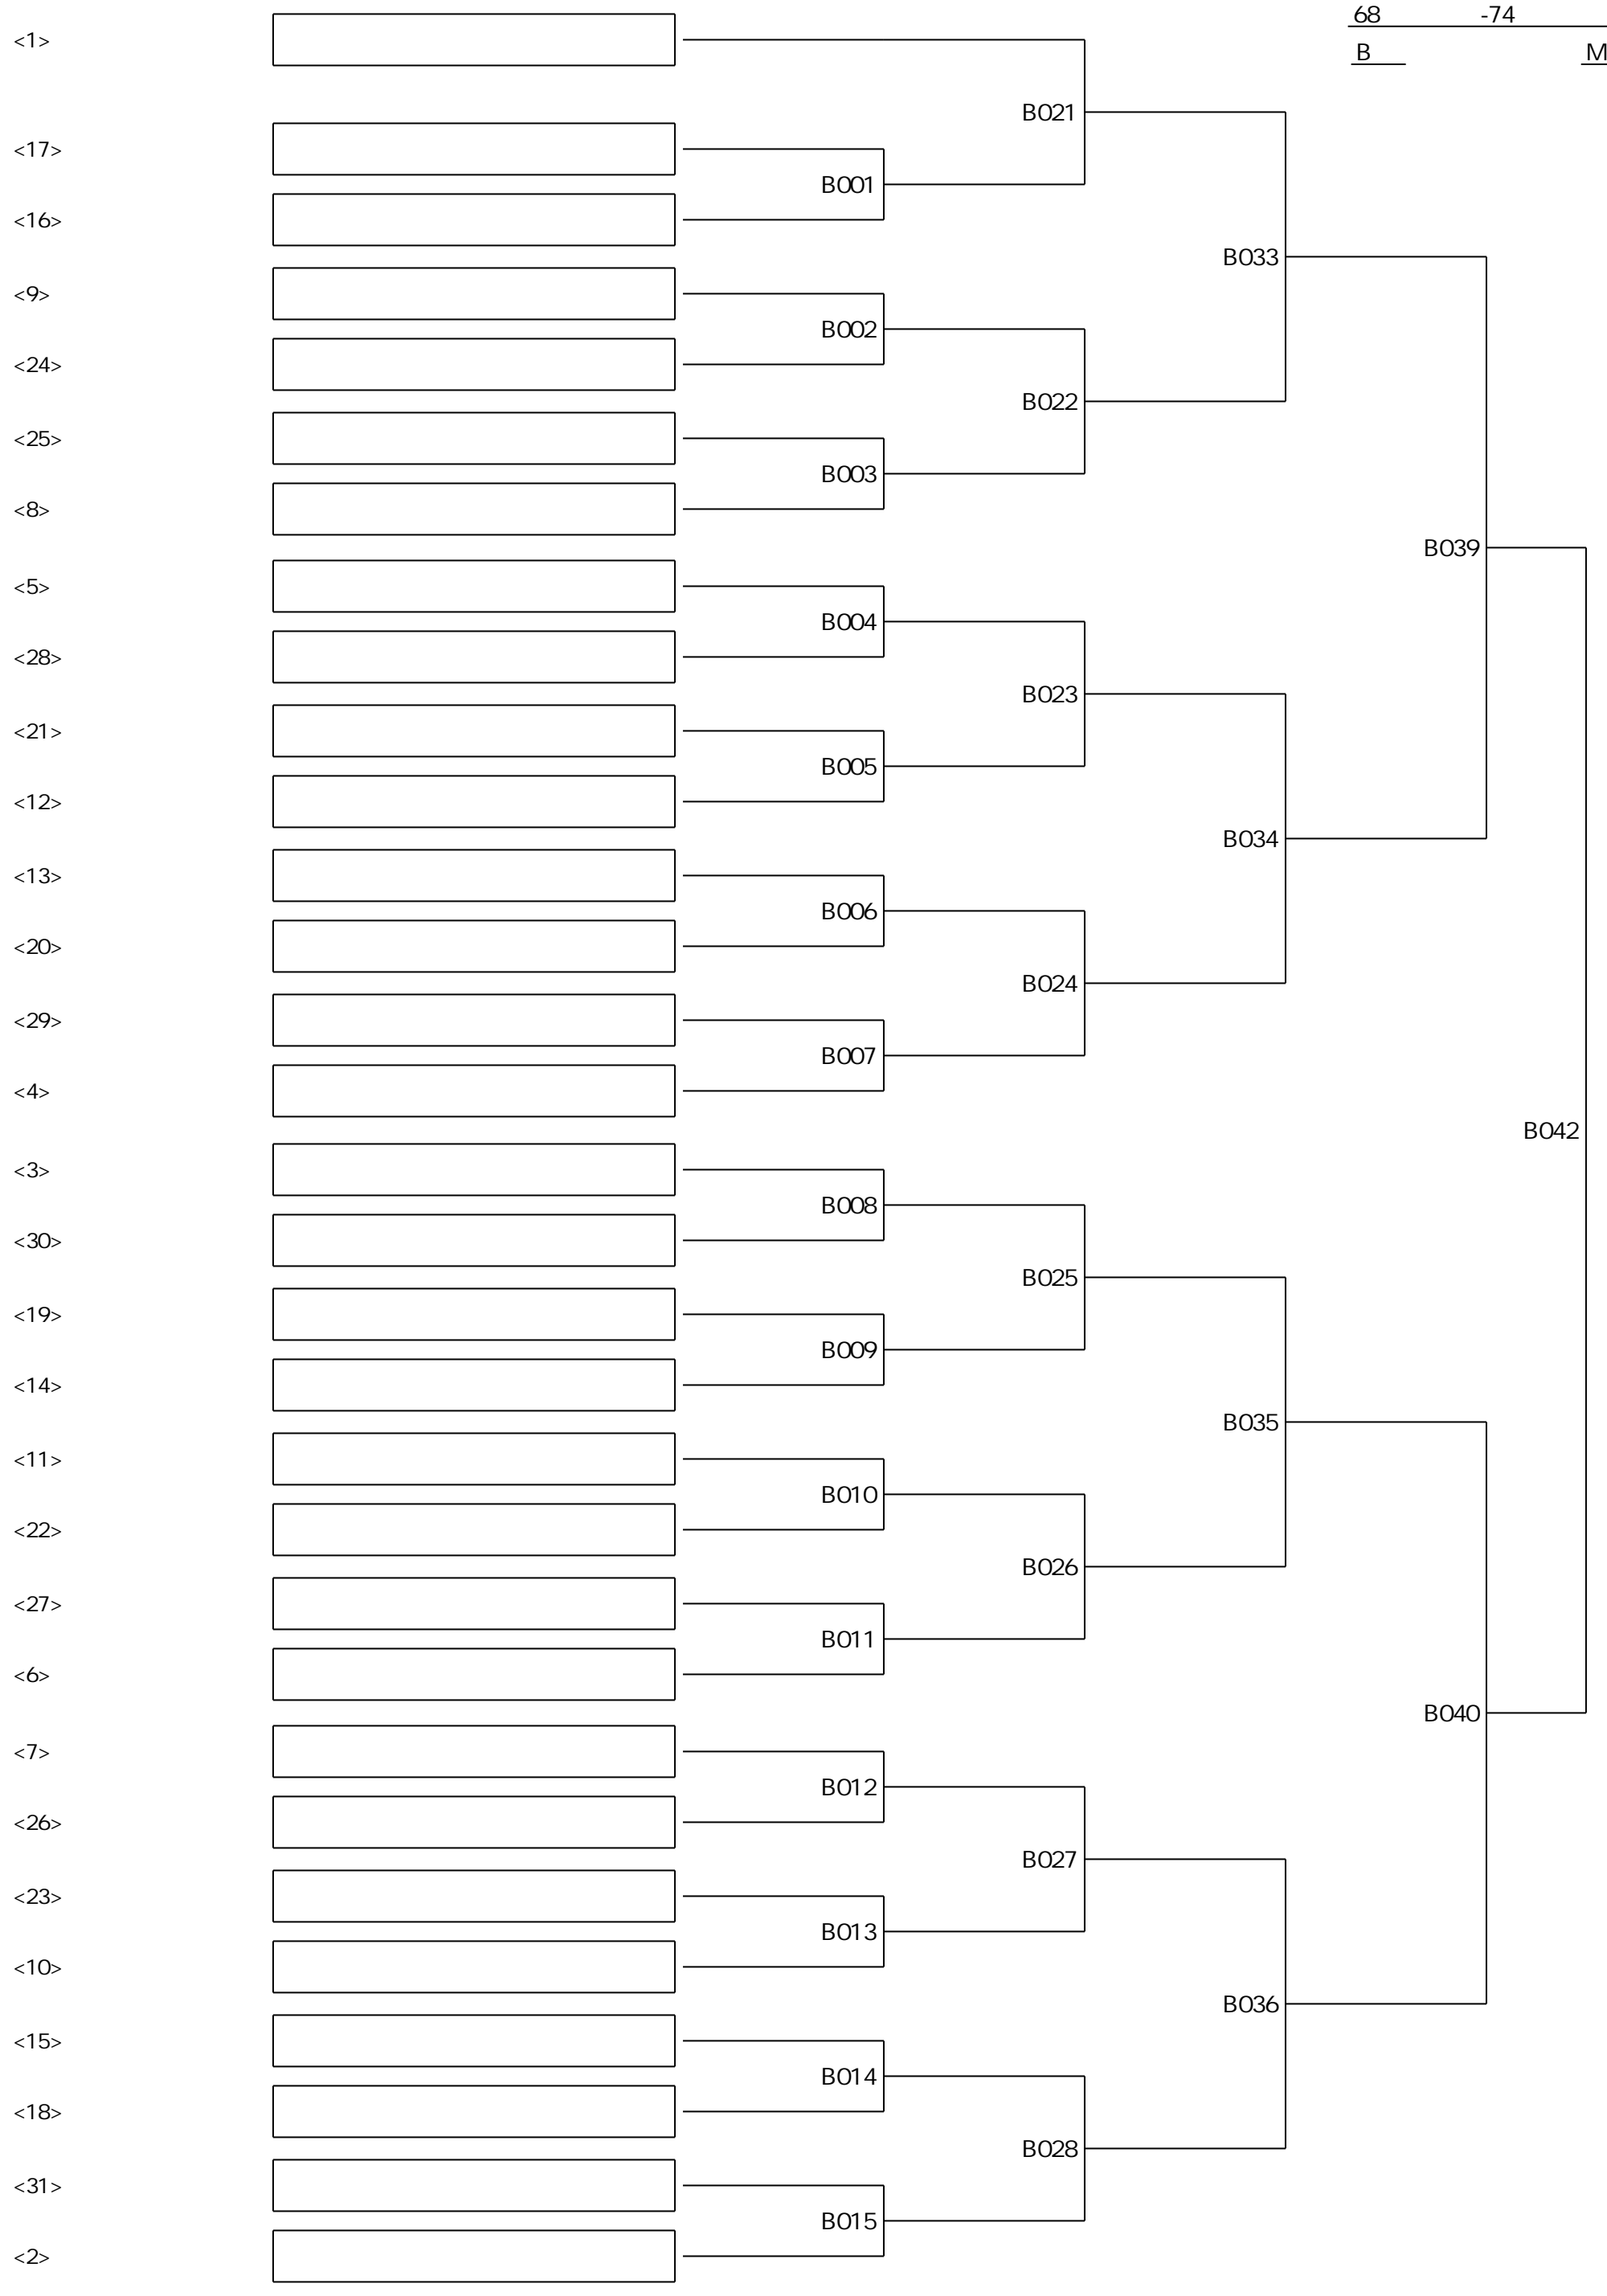 68 -74
<1>
B M
B021
<17>
B001
<16>
B033
<9>
B002
<24>
B022
<25>
B003
<8>
B039
<5>
B004
<28>
B023
<21>
B005
<12>
B034
<13>
B006
<20>
B024
<29>
B007
<4>
B042
<3>
B008
<30>
B025
<19>
B009
<14>
B035
<11>
B010
<22>
B026
<27>
B011
<6>
B040
<7>
B012
<26>
B027
<23>
B013
<10>
B036
<15>
B014
<18>
B028
<31>
B015
<2>